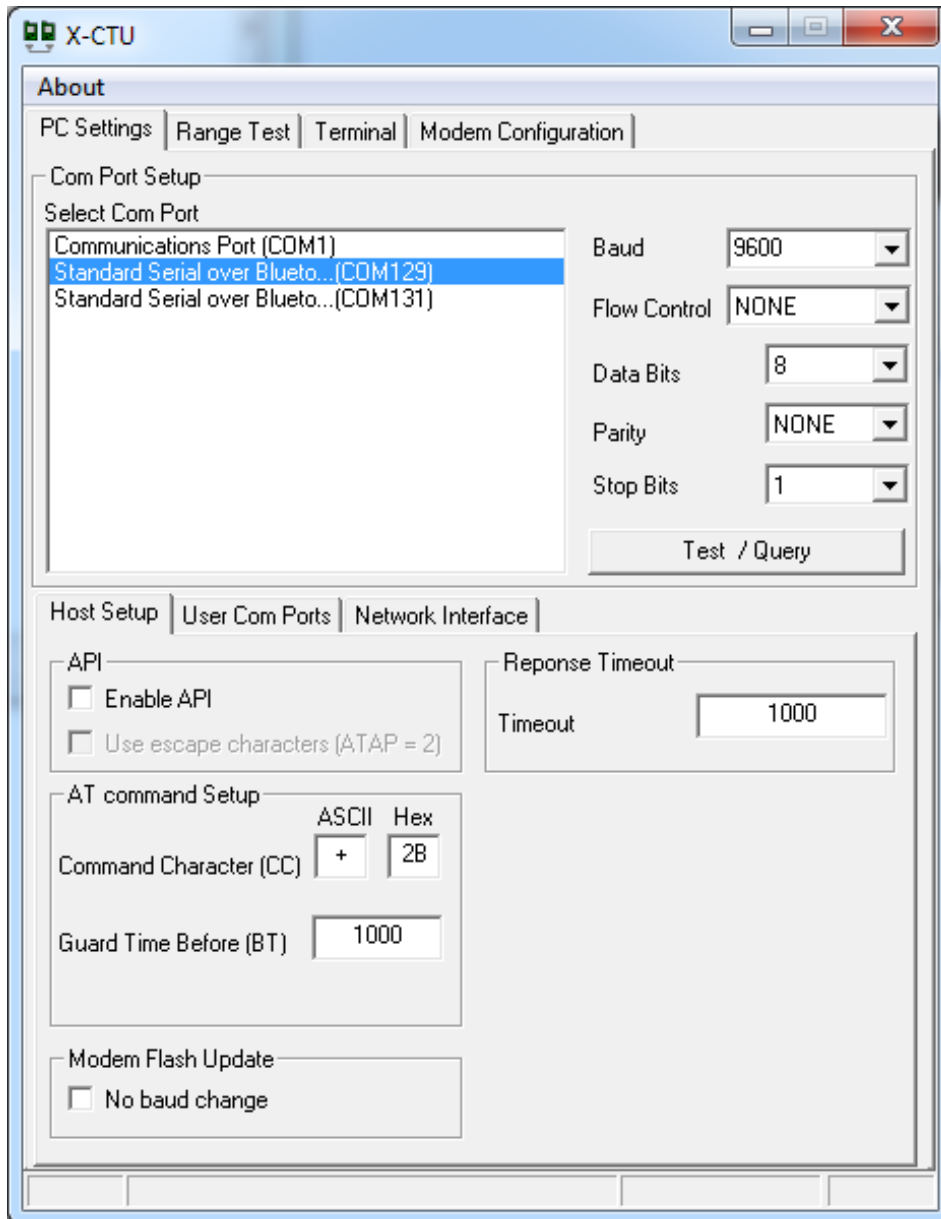 X-CTU
About
PC Settings Range Test Terminal Modem Configuration
Com Port Setup
Select Com Port
Communications Port (COM1)
Standard Serial over Blueto...(COM129)
Standard Serial over Blueto...(COM131)
Baud 9600
Flow Control NONE
Data Bits 8
Parity NONE
Stop Bits 1
Test / Query
Host Setup User Com Ports Network Interface
API
Enable API
Use escape characters (ATAP = 2)
Reponse Timeout
Timeout 1000
AT command Setup
ASCII Hex
Command Character (CC) + 2B
Guard Time Before (BT) 1000
Modem Flash Update
No baud change